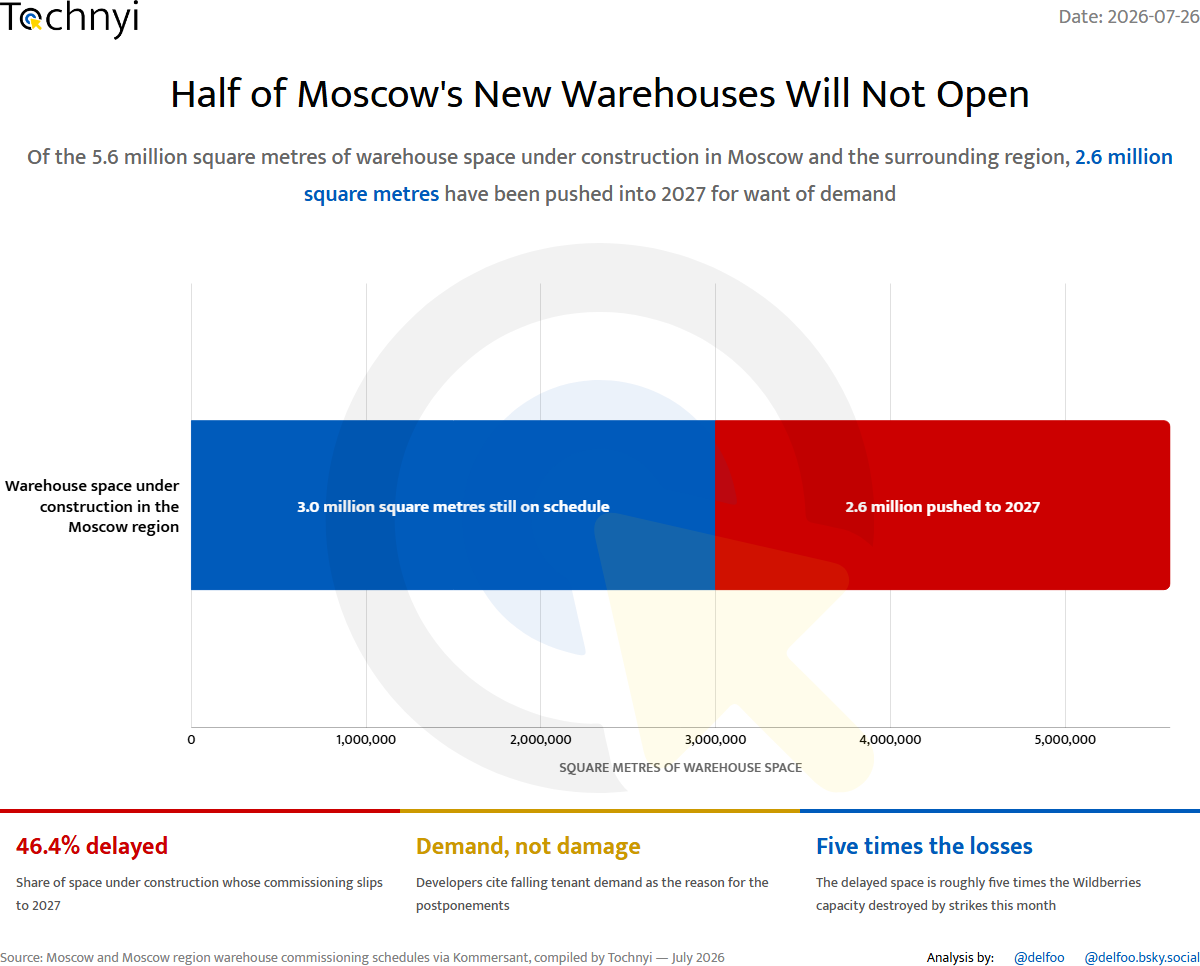 Tochnyi
Date: 2026-07-26
Half of Moscow's New Warehouses Will Not Open
Of the 5.6 million square metres of warehouse space under construction in Moscow and the surrounding region, 2.6 million
square metres have been pushed into 2027 for want of demand
Warehouse space under
construction in the
Moscow region
3.0 million square metres still on schedule
2.6 million pushed to 2027
0
1,000,000
2,000,000
3,000,000
4,000,000
5,000,000
SQUARE METRES OF WAREHOUSE SPACE
46.4% delayed
Share of space under construction whose commissioning slips
to 2027
Demand, not damage
Developers cite falling tenant demand as the reason for the
postponements
Five times the losses
The delayed space is roughly five times the Wildberries
capacity destroyed by strikes this month
Source: Moscow and Moscow region warehouse commissioning schedules via Kommersant, compiled by Tochnyi — July 2026
Analysis by: @delfoo @delfoo.bsky.social